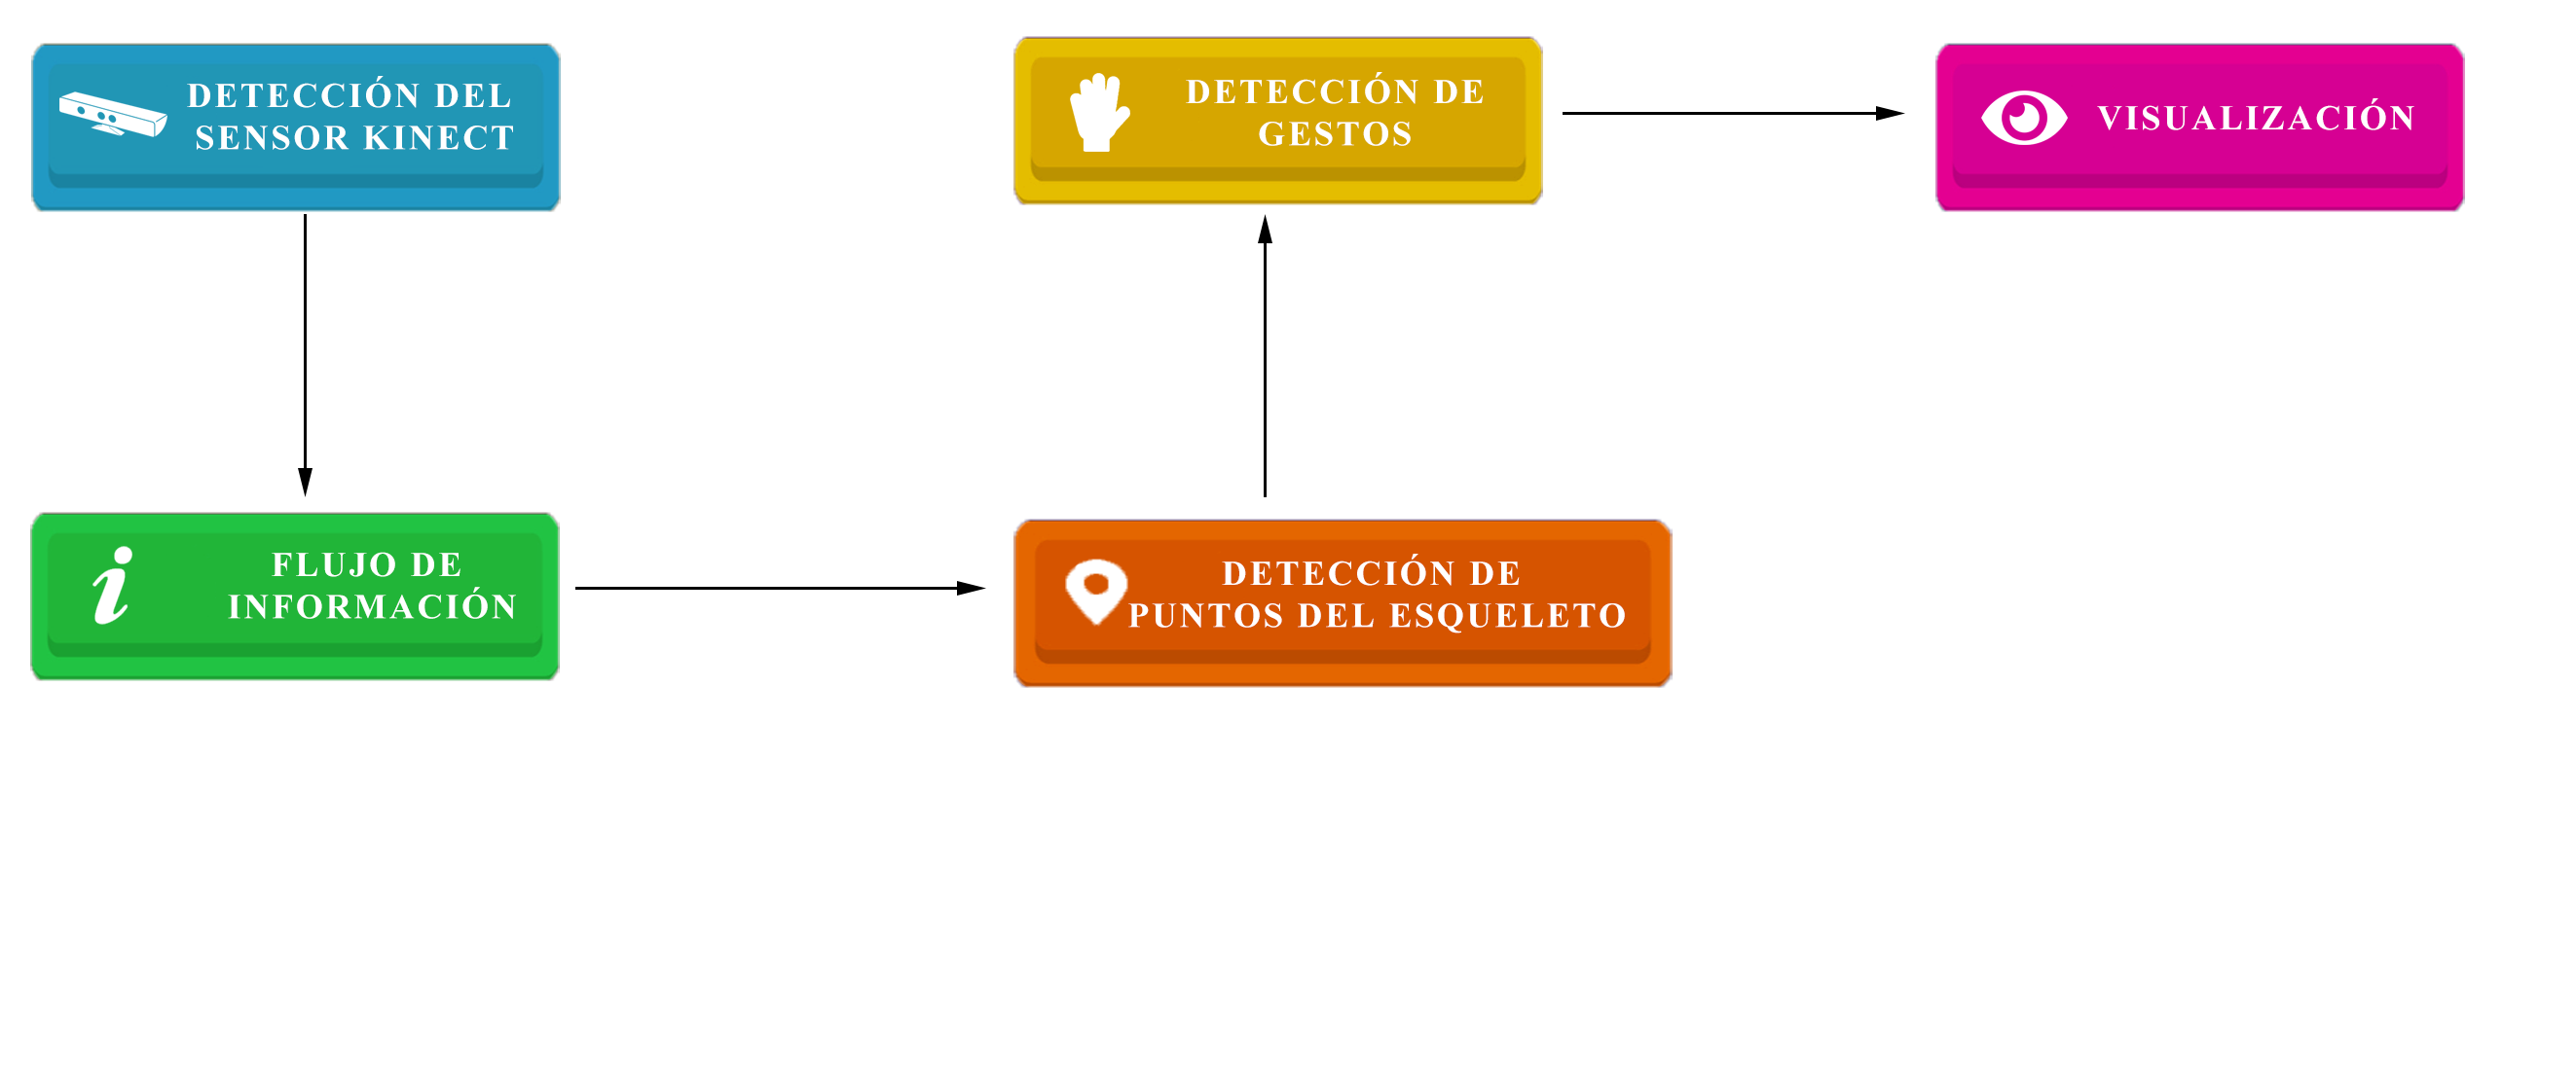 DETECCIÓN DEL
SENSOR KINECT
FLUJO DE
INFORMACIÓN
DETECCIÓN DE
PUNTOS DEL ESQUELETO
DETECCIÓN DE
GESTOS
VISUALIZACIÓN